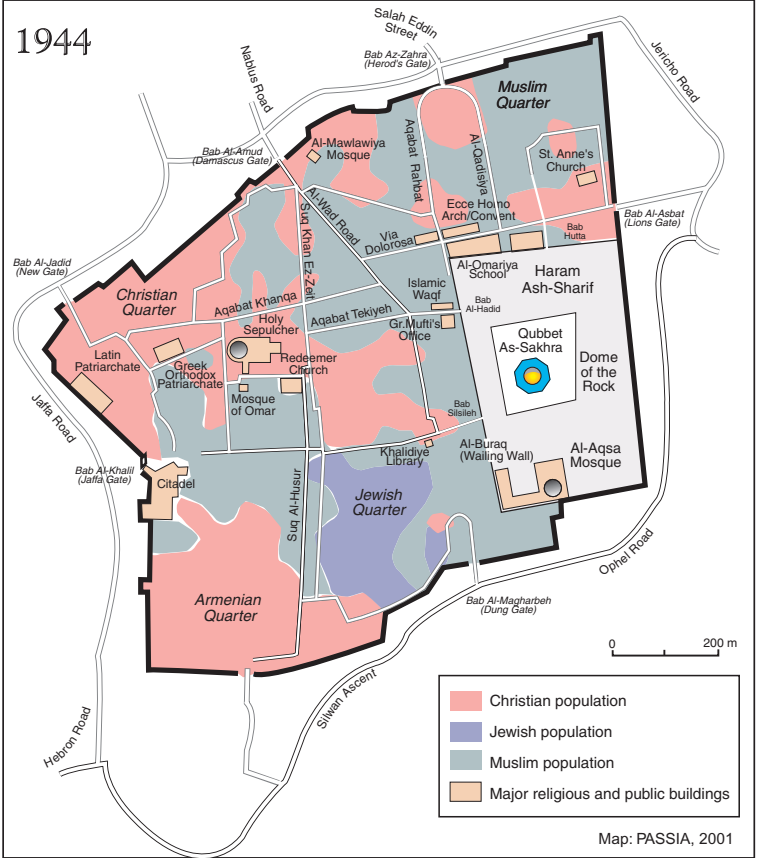 1944
Salah Eddin
Street
Bab Az-Zahra
(Herod's Gate)
Nablus Road
Jericho Road
Muslim
Quarter
Bab Al-Amud
(Damascus Gate)
Al-Mawlawiya
Mosque
Aqabat Rahbat
Al-Qadisiya
St. Anne's
Church
Al-Wad Road
Suq Khan Ez-Zeit
Ecce Homo
Arch/Convent
Via
Dolorosa
Bab
Hutta
Bab Al-Asbat
(Lions Gate)
Bab Al-Jadid
(New Gate)
Al-Omariya
School
Haram
Ash-Sharif
Christian
Quarter
Aqabat Khanqa
Islamic
Waqf
Bab
Al-Hadid
Holy
Sepulcher
Aqabat Tekiyeh
Gr.Mufti's
Office
Qubbet
As-Sakhra
Dome
of the
Rock
Latin
Patriarchate
Greek
Orthodox
Patriarchate
Redeemer
Church
Mosque
of Omar
Jaffa Road
Bab
Silsileh
Khalidiye
Library
Al-Buraq
(Wailing Wall)
Al-Aqsa
Mosque
Bab Al-Khalil
(Jaffa Gate)
Citadel
Suq Al-Husur
Jewish
Quarter
Ophel Road
Armenian
Quarter
Bab Al-Magharbeh
(Dung Gate)
0 200 m
Silwan Ascent
Hebron Road
Christian population
Jewish population
Muslim population
Major religious and public buildings
Map: PASSIA, 2001